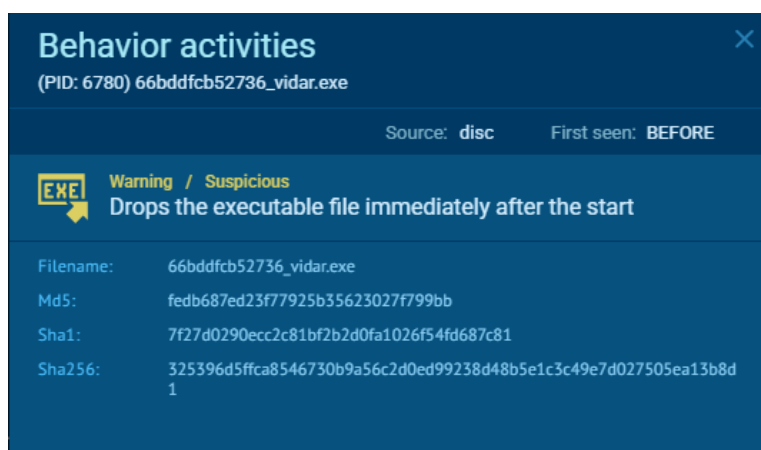 Behavior activities
(PID: 6780) 66bddfcb52736_vidar.exe
Source: disc First seen: BEFORE
EXE
Warning / Suspicious
Drops the executable file immediately after the start
Filename: 66bddfcb52736_vidar.exe
Md5: fedb687ed23f77925b35623027f799bb
Sha1: 7f27d0290ecc2c81bf2b2d0fa1026f54fd687c81
Sha256: 325396d5ffca8546730b9a56c2d0ed99238d48b5e1c3c49e7d027505ea13b8d
1